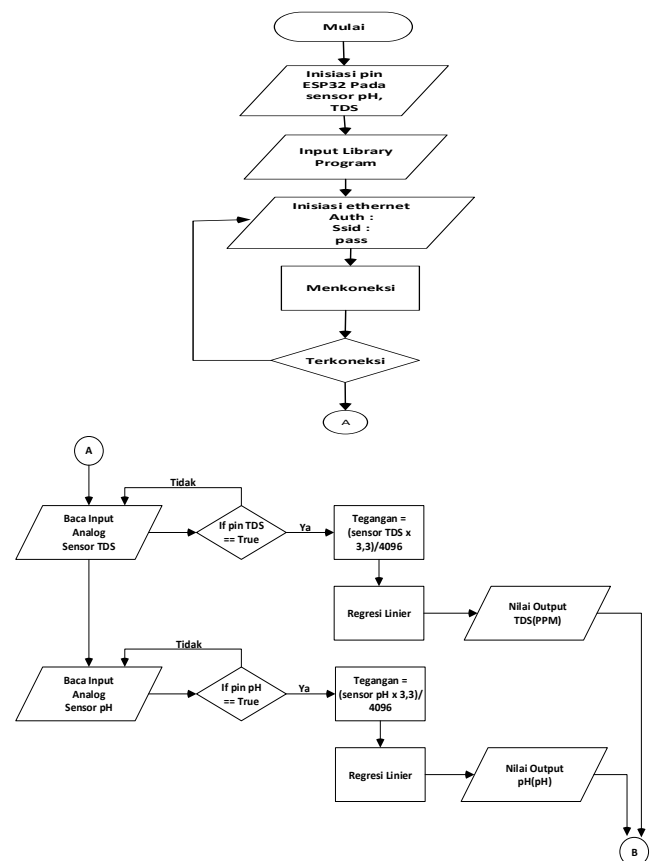 Mulai
Inisiasi pin
ESP32 Pada
sensor pH,
TDS
Input Library
Program
Inisiasi ethernet
Auth :
Ssid :
pass
Menkoneksi
Terkoneksi
A
A
Tidak
Baca Input
Analog
Sensor TDS
If pin TDS
== True
Ya
Tegangan =
(sensor TDS x
3,3)/4096
Regresi Linier
Nilai Output
TDS(PPM)
Tidak
Baca Input
Analog
Sensor pH
If pin pH
== True
Ya
Tegangan =
(sensor pH x 3,3)/
4096
Regresi Linier
Nilai Output
pH(pH)
B